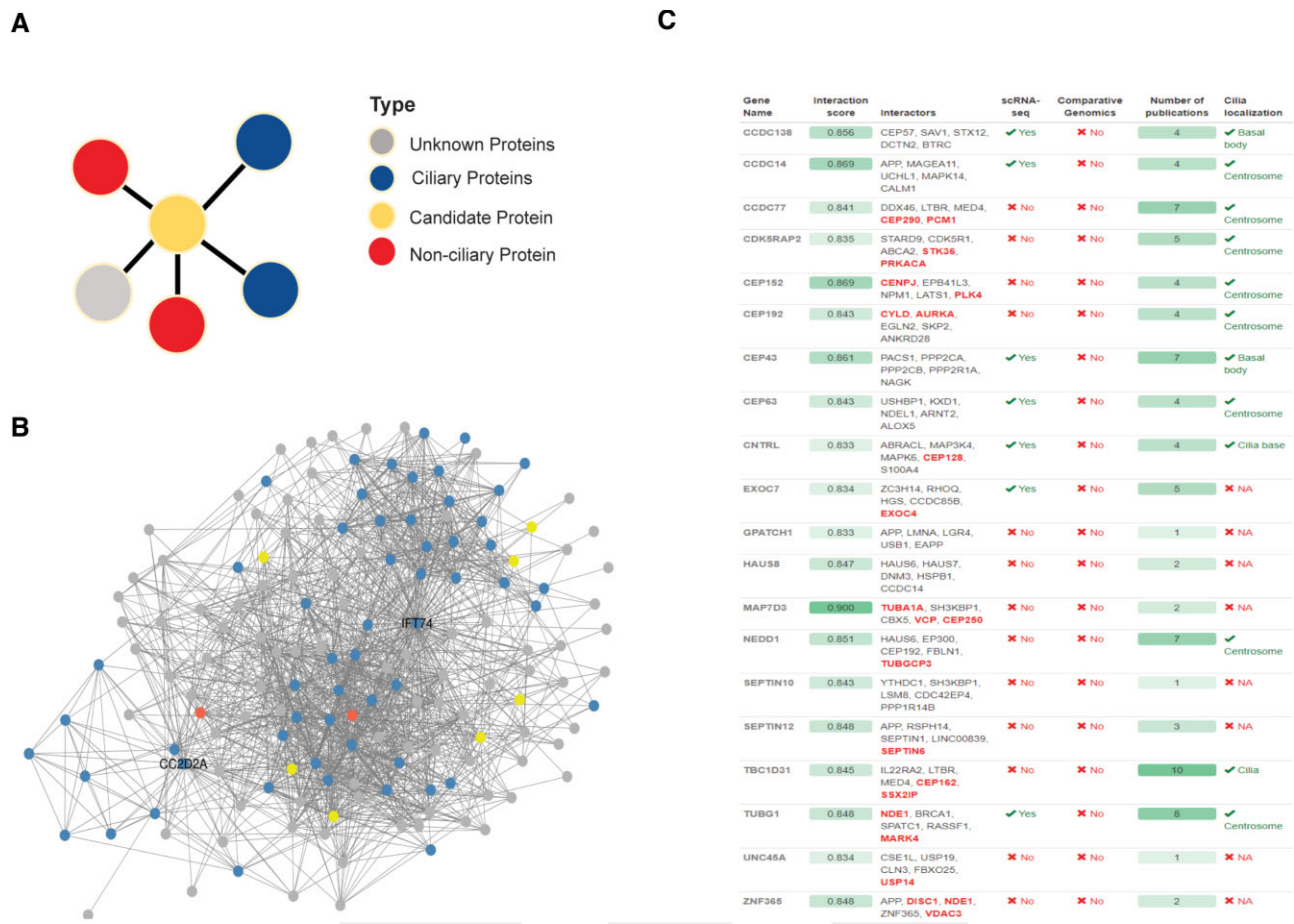 A
Type
Unknown Proteins
Ciliary Proteins
Candidate Protein
Non-ciliary Protein
B
IFT74
CC2D2A
C
Gene Name Interaction score Interactors scRNA-seq Comparative Genomics Number of publications Cilia localization
CCDC138 0.856 CEP57, SAV1, STX12, DCTN2, BTRC ✔ Yes ✖ No 4 ✔ Basal body
CCDC14 0.869 APP, MAGEA11, UCHL1, MAPK14, CALM1 ✔ Yes ✖ No 4 ✔ Centrosome
CCDC77 0.841 DDX46, LTBR, MED4, CEP290, PCM1 ✖ No ✖ No 7 ✔ Centrosome
CDK5RAP2 0.835 STARD9, CDK5R1, ABCA2, STK36, PRKACA ✖ No ✖ No 5 ✔ Centrosome
CEP152 0.869 CENPJ, EPB41L3, NPM1, LATS1, PLK4 ✖ No ✖ No 4 ✔ Centrosome
CEP192 0.843 CYLD, AURKA, EGLN2, SKP2, ANKRD28 ✖ No ✖ No 4 ✔ Centrosome
CEP43 0.861 PACS1, PPP2CA, PPP2CB, PPP2R1A, NAGK ✔ Yes ✖ No 7 ✔ Basal body
CEP63 0.843 USHBP1, KXD1, NDEL1, ARNT2, ALOX5 ✖ No ✖ No 4 ✔ Centrosome
CNTRL 0.833 ABRACL, MAP3K4, MAPK6, CEP128, S100A4 ✔ Yes ✖ No 4 ✔ Cilia base
EXOC7 0.834 ZC3H14, RHOQ, HGS, CCDC85B, EXOC4 ✔ Yes ✖ No 5 ✖ NA
GPATCH1 0.833 APP, LMNA, LGR4, USB1, EAPP ✖ No ✖ No 1 ✖ NA
HAUS8 0.847 HAUS6, HAUS7, DNM3, HSPB1, CCDC14 ✖ No ✖ No 2 ✖ NA
MAP7D3 0.900 TUBA1A, SH3KBP1, CBX5, VCP, CEP250 ✖ No ✖ No 2 ✖ NA
NEDD1 0.851 HAUS6, EP300, CEP192, FBLN1, TUBGCP3 ✖ No ✖ No 7 ✔ Centrosome
SEPTIN10 0.843 YTHDC1, SH3KBP1, LSM8, CDC42EP4, PPP1R14B ✖ No ✖ No 1 ✖ NA
SEPTIN12 0.848 APP, RSPH14, SEPTIN1, LINC00839, SEPTIN6 ✖ No ✖ No 3 ✖ NA
TBC1D31 0.845 IL22RA2, LTBR, MED4, CEP162, SSX2IP ✖ No ✖ No 10 ✔ Cilia
TUBG1 0.848 NDE1, BRCA1, SPATC1, RASSF1, MARK4 ✔ Yes ✖ No 8 ✔ Centrosome
UNC45A 0.834 CSE1L, USP19, CLN3, FBXO25, USP14 ✖ No ✖ No 1 ✖ NA
ZNF365 0.848 APP, DISC1, NDE1, ZNF365, VDAC3 ✖ No ✖ No 2 ✖ NA